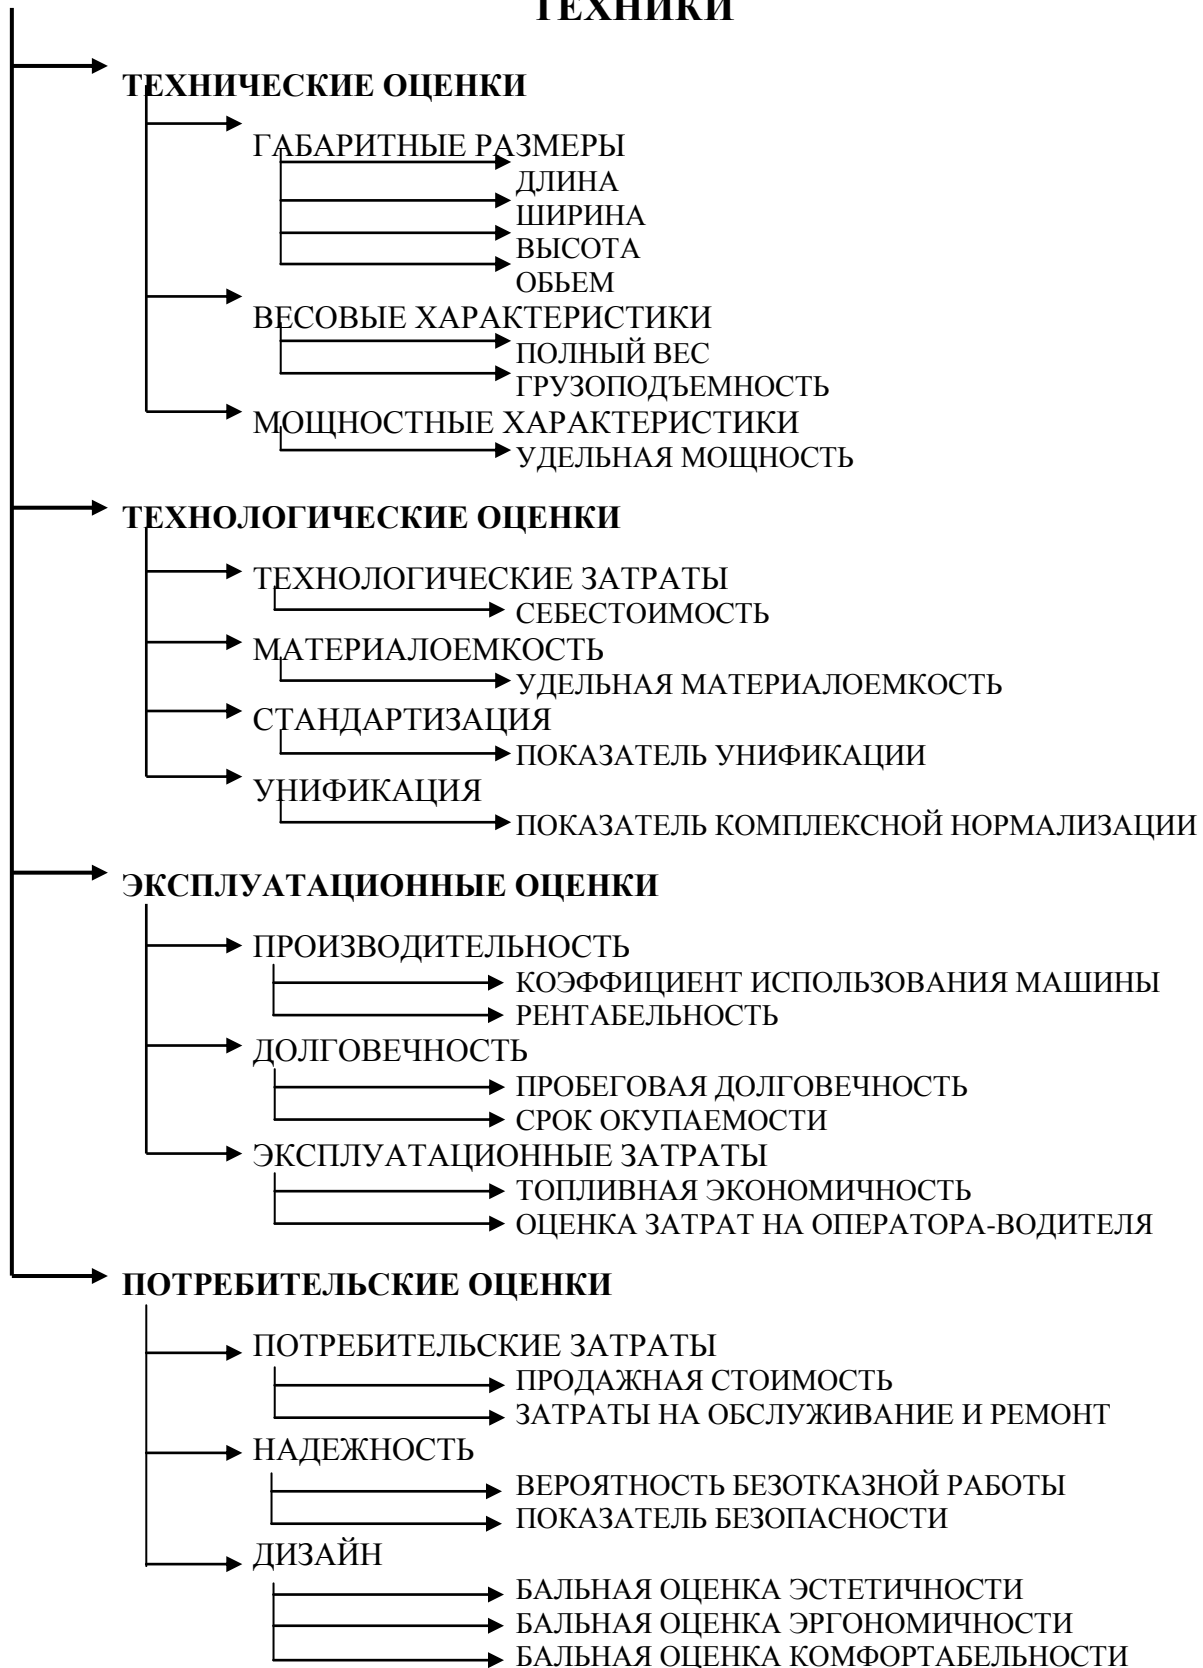 ТЕХНИКИ
ТЕХНИЧЕСКИЕ ОЦЕНКИ
ГАБАРИТНЫЕ РАЗМЕРЫ
ДЛИНА
ШИРИНА
ВЫСОТА
ОБЬЕМ
ВЕСОВЫЕ ХАРАКТЕРИСТИКИ
ПОЛНЫЙ ВЕС
ГРУЗОПОДЪЕМНОСТЬ
МОЩНОСТНЫЕ ХАРАКТЕРИСТИКИ
УДЕЛЬНАЯ МОЩНОСТЬ
ТЕХНОЛОГИЧЕСКИЕ ОЦЕНКИ
ТЕХНОЛОГИЧЕСКИЕ ЗАТРАТЫ
СЕБЕСТОИМОСТЬ
МАТЕРИАЛОЕМКОСТЬ
УДЕЛЬНАЯ МАТЕРИАЛОЕМКОСТЬ
СТАНДАРТИЗАЦИЯ
ПОКАЗАТЕЛЬ УНИФИКАЦИИ
УНИФИКАЦИЯ
ПОКАЗАТЕЛЬ КОМПЛЕКСНОЙ НОРМАЛИЗАЦИИ
ЭКСПЛУАТАЦИОННЫЕ ОЦЕНКИ
ПРОИЗВОДИТЕЛЬНОСТЬ
КОЭФФИЦИЕНТ ИСПОЛЬЗОВАНИЯ МАШИНЫ
РЕНТАБЕЛЬНОСТЬ
ДОЛГОВЕЧНОСТЬ
ПРОБЕГОВАЯ ДОЛГОВЕЧНОСТЬ
СРОК ОКУПАЕМОСТИ
ЭКСПЛУАТАЦИОННЫЕ ЗАТРАТЫ
ТОПЛИВНАЯ ЭКОНОМИЧНОСТЬ
ОЦЕНКА ЗАТРАТ НА ОПЕРАТОРА-ВОДИТЕЛЯ
ПОТРЕБИТЕЛЬСКИЕ ОЦЕНКИ
ПОТРЕБИТЕЛЬСКИЕ ЗАТРАТЫ
ПРОДАЖНАЯ СТОИМОСТЬ
ЗАТРАТЫ НА ОБСЛУЖИВАНИЕ И РЕМОНТ
НАДЕЖНОСТЬ
ВЕРОЯТНОСТЬ БЕЗОТКАЗНОЙ РАБОТЫ
ПОКАЗАТЕЛЬ БЕЗОПАСНОСТИ
ДИЗАЙН
БАЛЬНАЯ ОЦЕНКА ЭСТЕТИЧНОСТИ
БАЛЬНАЯ ОЦЕНКА ЭРГОНОМИЧНОСТИ
БАЛЬНАЯ ОЦЕНКА КОМФОРТАБЕЛЬНОСТИ